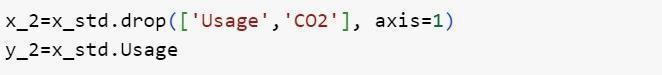 x_2=x_std.drop(['Usage','CO2'], axis=1)
y_2=x_std.Usage